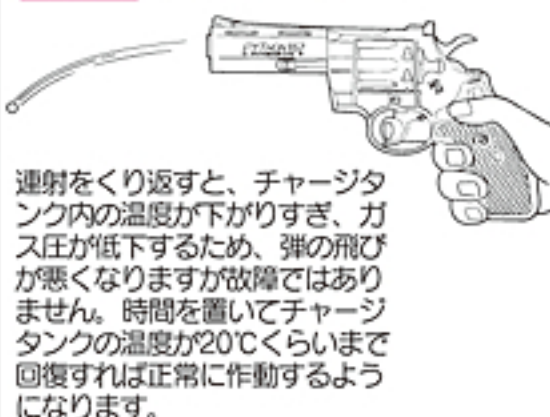 連射をくり返すと、チャージタ
ンク内の温度が下がりすぎ、ガ
ス圧が低下するため、弾の飛び
が悪くなりますが故障ではあり
ません。時間を置いてチャージ
タンクの温度が20℃くらいまで
回復すれば正常に作動するよう
になります。